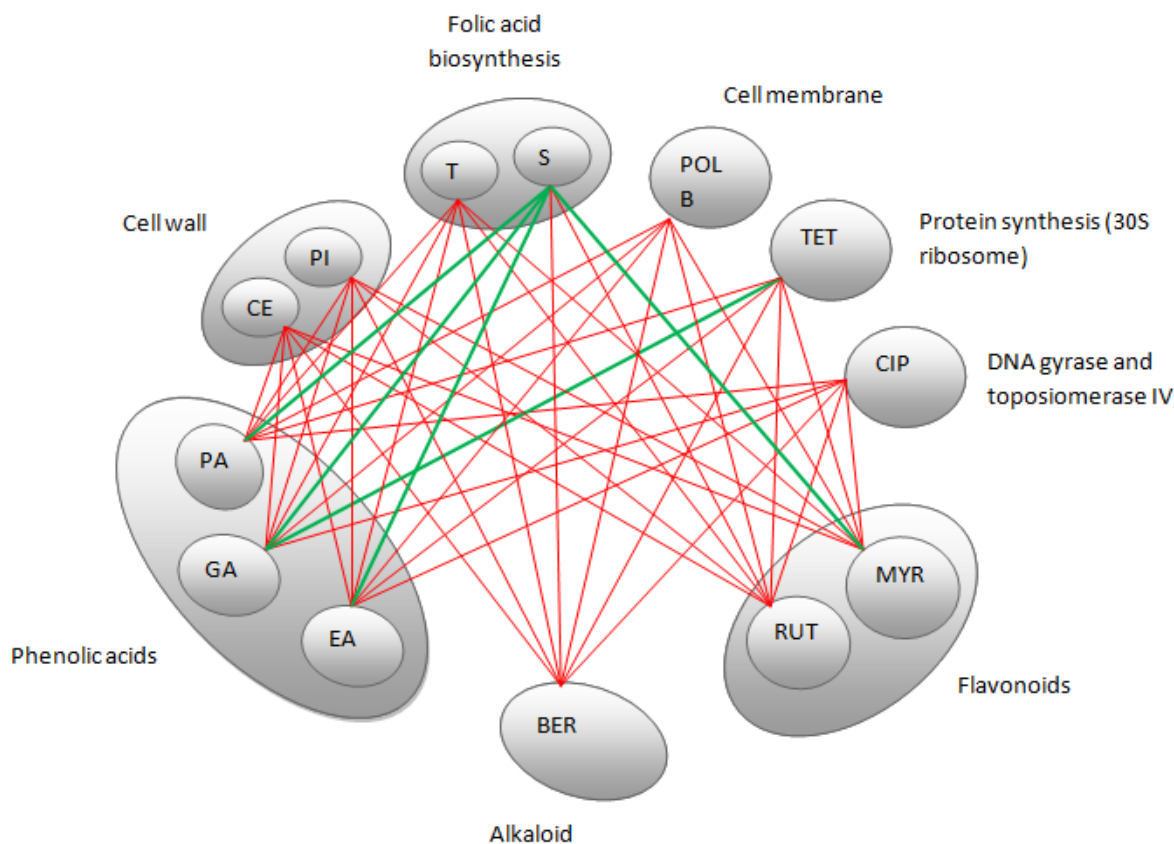 Folic acid
biosynthesis
Cell membrane
T
S
POL
B
Cell wall
PI
CE
TET
Protein synthesis (30S
ribosome)
CIP
DNA gyrase and
toposiomerase IV
PA
GA
EA
Phenolic acids
MYR
RUT
Flavonoids
BER
Alkaloid